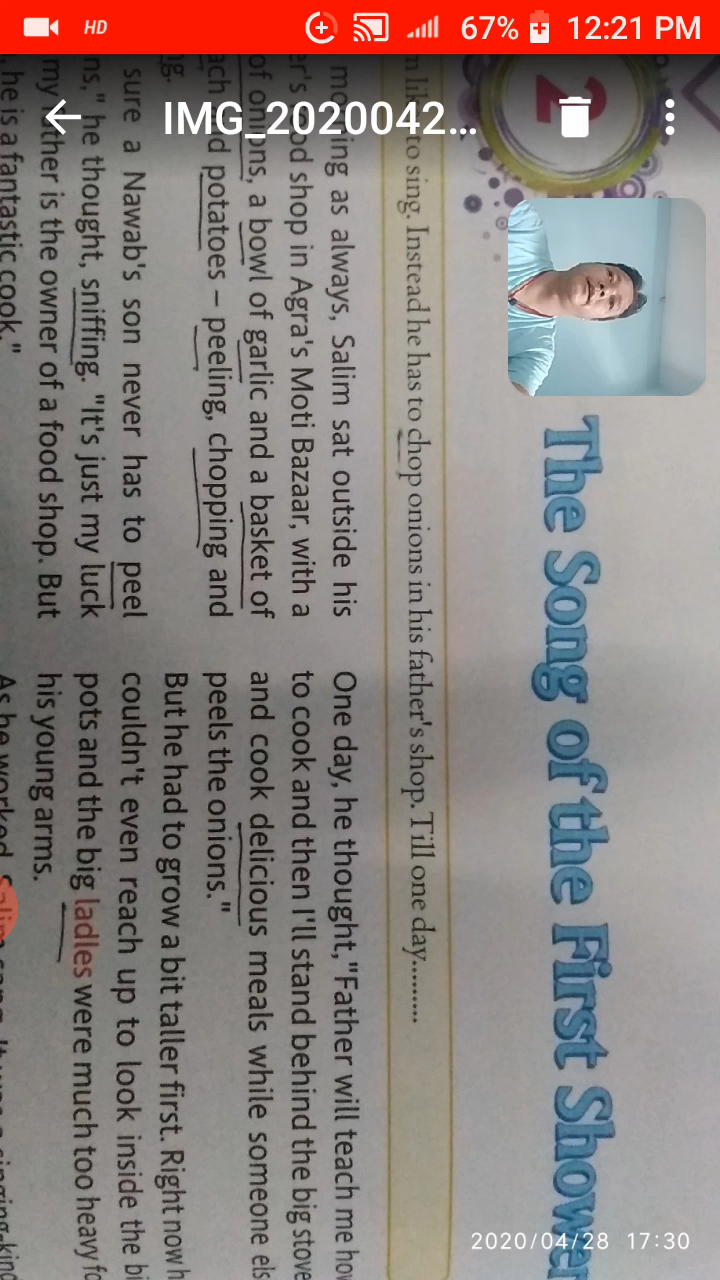 HD
67% 12:21 PM
IMG_2020042...
2
The Song of the First Shower
to sing. Instead he has to chop onions in his father's shop. Till one day.........
as always, Salim sat outside his
shop in Agra's Moti Bazaar, with a
of onions, a bowl of garlic and a basket of
potatoes – peeling, chopping and
sure a Nawab's son never has to peel
he thought, sniffing. "It's just my luck
my is the owner of a food shop. But
he is a fantastic cook."
One day, he thought, "Father will teach me
to cook and then I'll stand behind the big stove
and cook delicious meals while someone
peels the onions."
But he had to grow a bit taller first. Right now
couldn't even reach up to look inside the
pots and the big ladles were much too heavy
his young arms.
As he worked,
2020/04/28 17:30